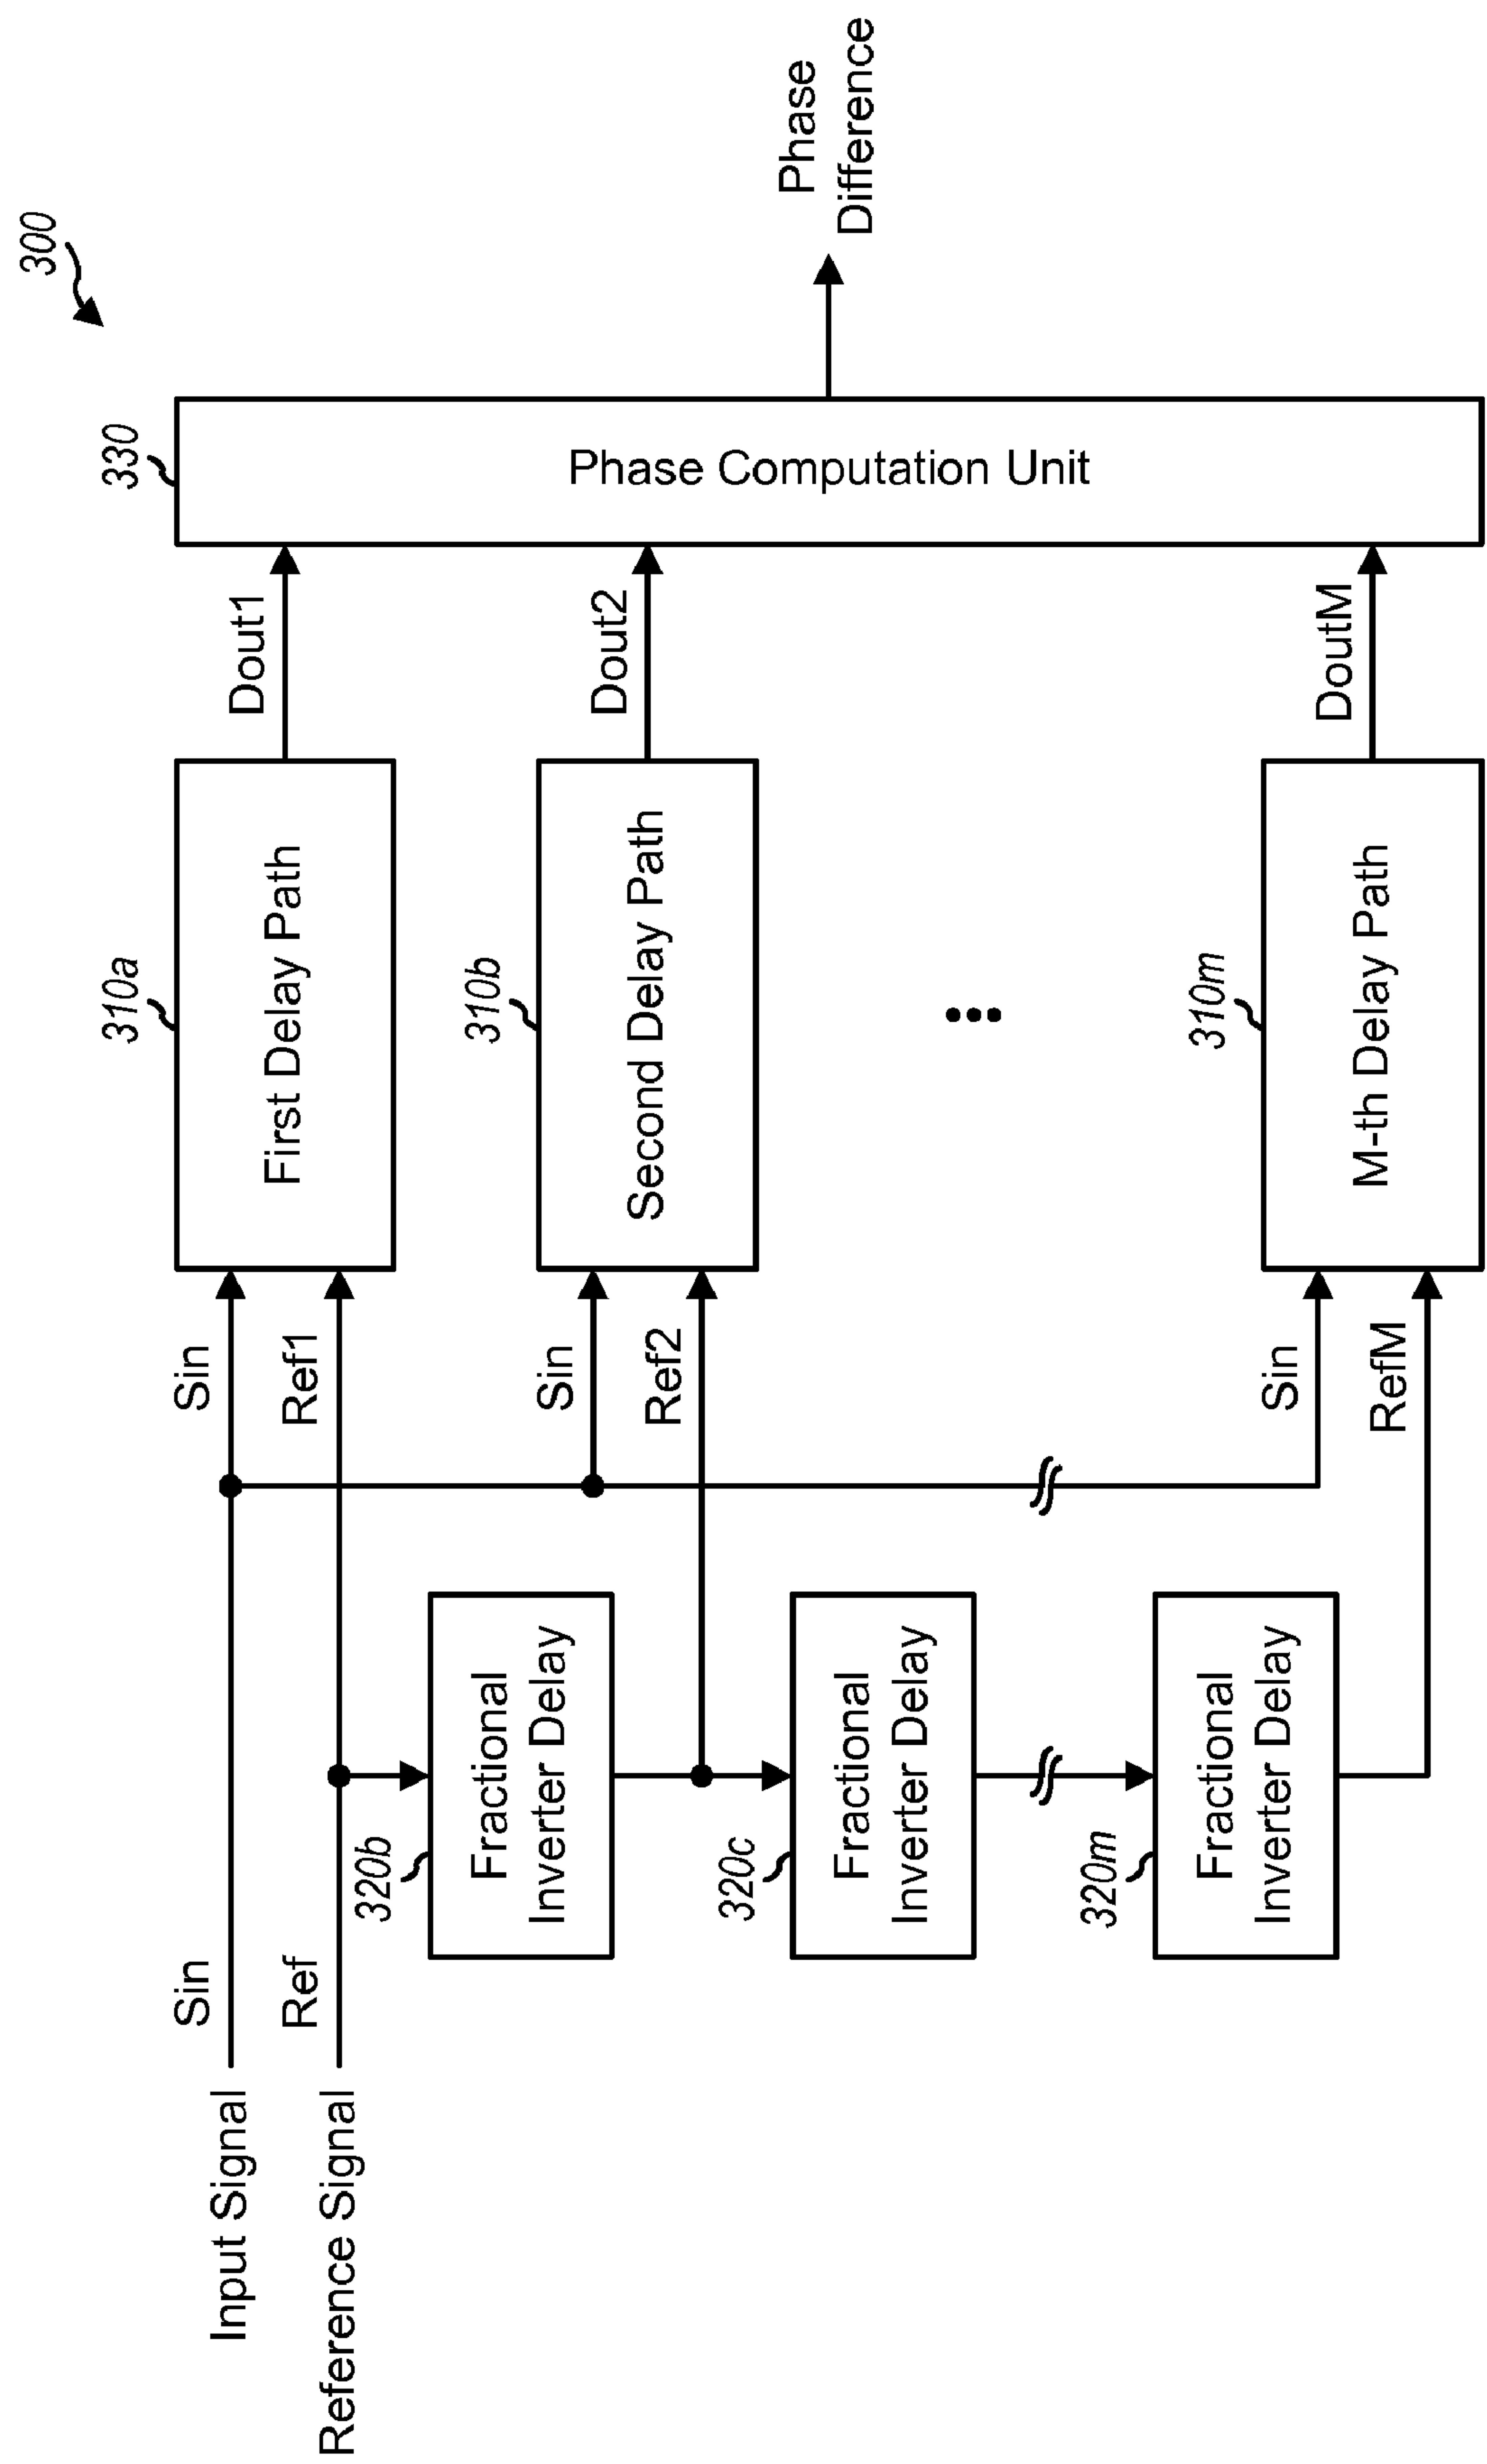 300
Input Signal
Sin
Reference Signal
Ref
Sin
Ref1
310a
First Delay Path
Dout1
330
Phase Computation Unit
Phase
Difference
320b
Fractional
Inverter Delay
Sin
Ref2
310b
Second Delay Path
Dout2
320c
Fractional
Inverter Delay
320m
Fractional
Inverter Delay
Sin
RefM
310m
M-th Delay Path
DoutM